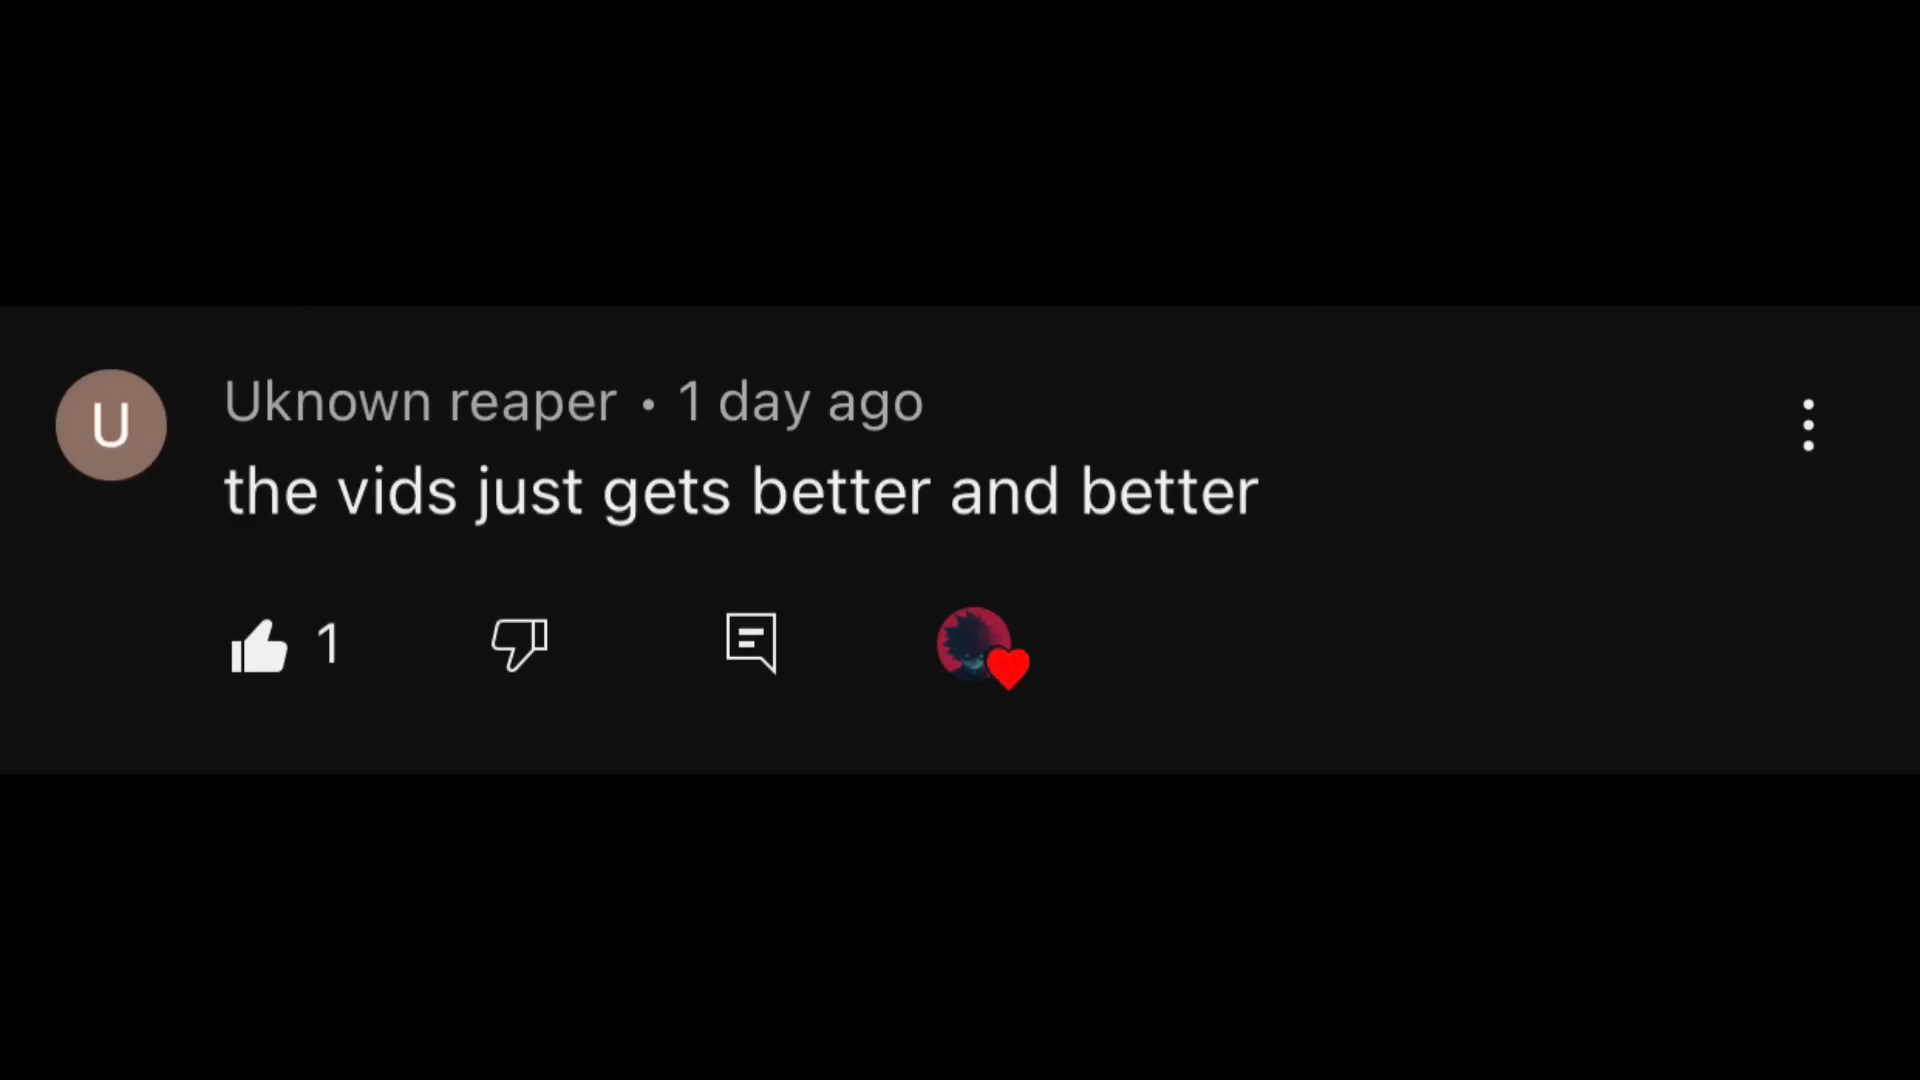 U
Uknown reaper • 1 day ago
the vids just gets better and better
1